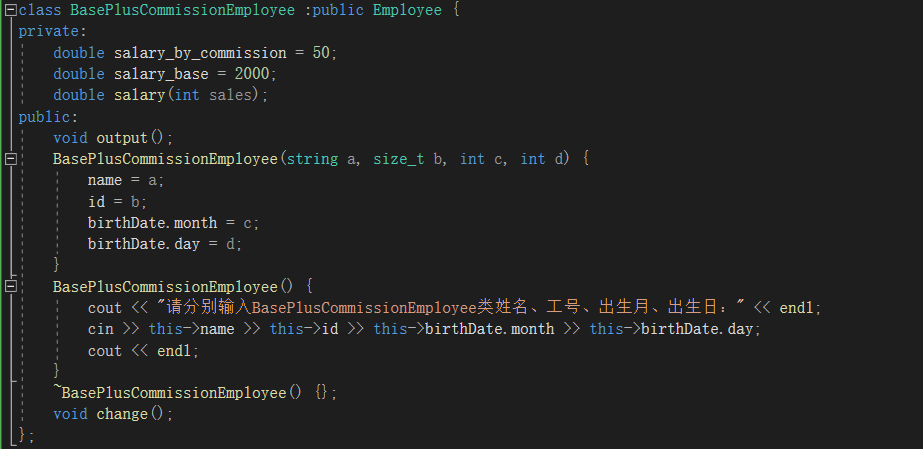 class BasePlusCommissionEmployee :public Employee {
private:
    double salary_by_commission = 50;
    double salary_base = 2000;
    double salary(int sales);
public:
    void output();
    BasePlusCommissionEmployee(string a, size_t b, int c, int d) {
        name = a;
        id = b;
        birthDate.month = c;
        birthDate.day = d;
    }
    BasePlusCommissionEmployee() {
        cout << "请分别输入BasePlusCommissionEmployee类姓名、工号、出生月、出生日：" << endl;
        cin >> this->name >> this->id >> this->birthDate.month >> this->birthDate.day;
        cout << endl;
    }
    ~BasePlusCommissionEmployee() {};
    void change();
};